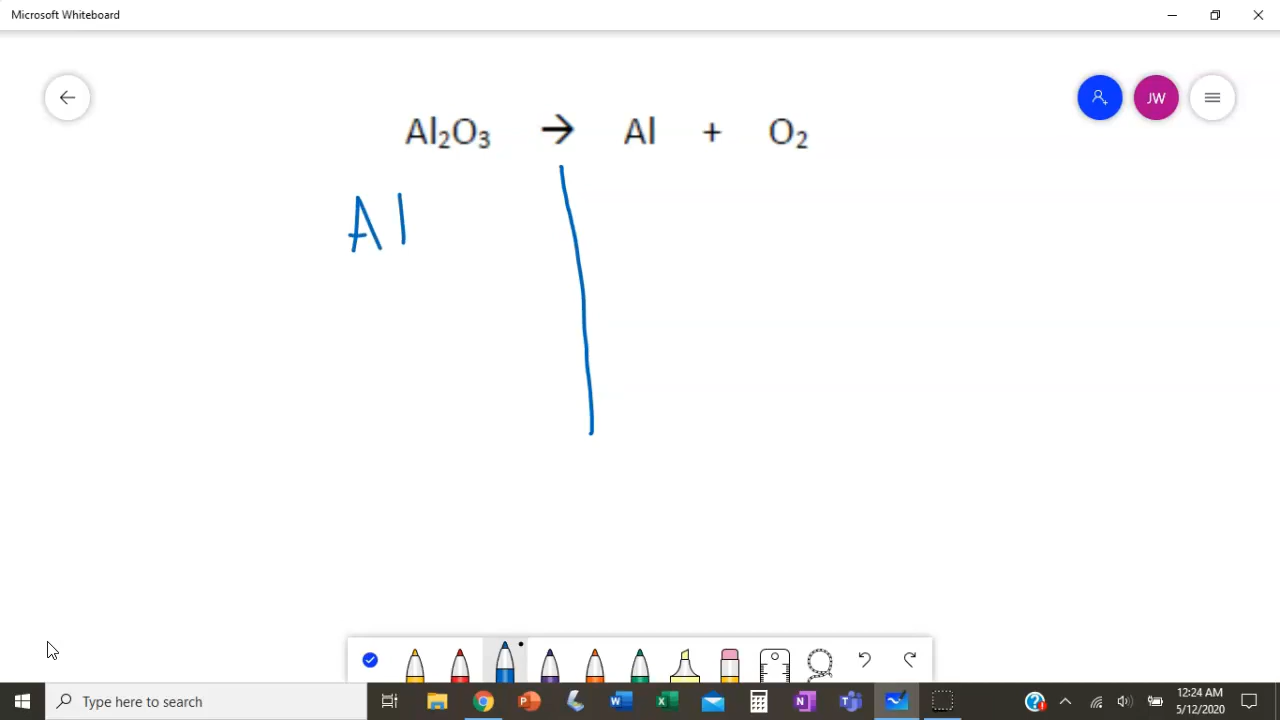 Microsoft Whiteboard
JW
Al₂O₃ → Al + O₂
Al
Type here to search
12:24 AM
5/12/2020